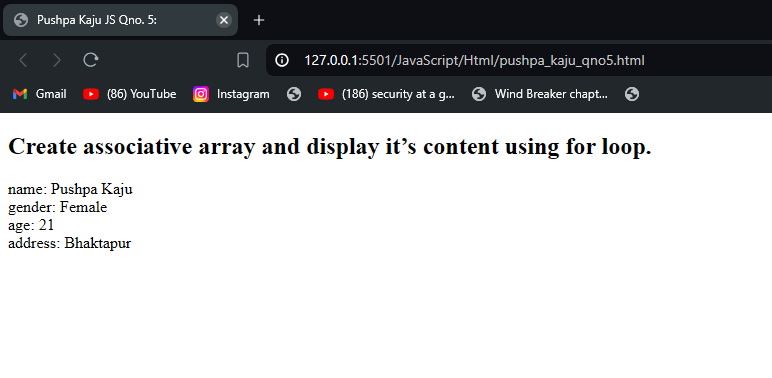 Pushpa Kaju JS Qno. 5:
127.0.0.1:5501/JavaScript/Html/pushpa_kaju_qno5.html
Gmail (86) YouTube Instagram (186) security at a g... Wind Breaker chapt...
Create associative array and display it’s content using for loop.
name: Pushpa Kaju
gender: Female
age: 21
address: Bhaktapur